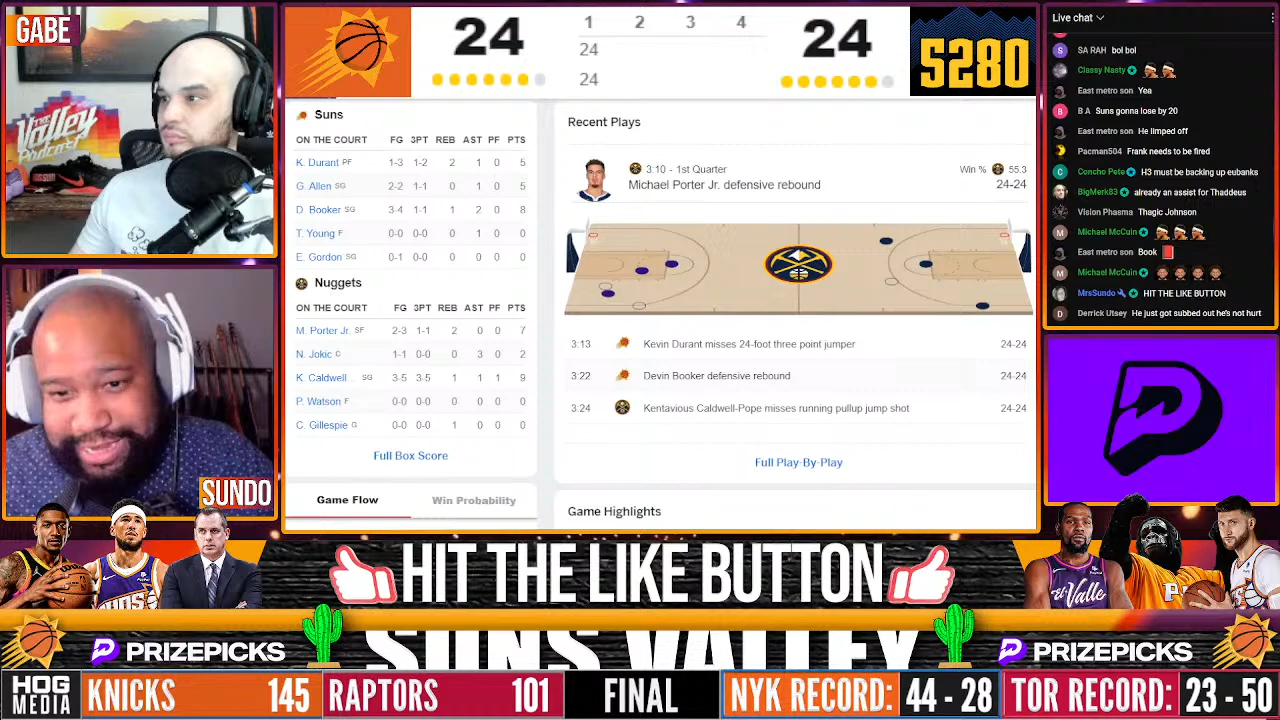 GABE
THE Valley Podcast
SUNDO
24
1 2 3 4
24
24
24
5280
Suns
ON THE COURT FG 3PT REB AST PF PTS
K. Durant PF 1-3 1-2 2 1 0 5
G. Allen SG 2-2 1-1 0 1 0 5
D. Booker SG 3-4 1-1 1 2 0 8
T. Young F 0-0 0-0 0 1 0 0
E. Gordon SG 0-1 0-0 0 0 0 0
Nuggets
ON THE COURT FG 3PT REB AST PF PTS
M. Porter Jr. SF 2-3 1-1 2 0 0 7
N. Jokic C 1-1 0-0 0 3 0 2
K. Caldwell SG 3-5 3-5 1 1 1 9
P. Watson F 0-0 0-0 0 0 0 0
C. Gillespie G 0-0 0-0 1 0 0 0
Full Box Score
Game Flow Win Probability
Recent Plays
3:10 - 1st Quarter
Michael Porter Jr. defensive rebound
Win % 55.3
24-24
3:13 Kevin Durant misses 24-foot three point jumper 24-24
3:22 Devin Booker defensive rebound 24-24
3:24 Kentavious Caldwell-Pope misses running pullup jump shot 24-24
Full Play-By-Play
Game Highlights
Live chat
SA RAH bol bol
Classy Nasty
East metro son Yea
B A Suns gonna lose by 20
East metro son He limped off
Pacman504 Frank needs to be fired
Concho Pete H3 must be backing up eubanks
BigMerk83 already an assist for Thaddeus
Vision Phasma Thagic Johnson
Michael McCuin
East metro son Book
Michael McCuin
MrsSundo HIT THE LIKE BUTTON
Derrick Utsey He just got subbed out he's not hurt
HIT THE LIKE BUTTON
PRIZEPICKS
SUNS VALLEY
PRIZEPICKS
HOG MEDIA
KNICKS 145 RAPTORS 101 FINAL NYK RECORD: 44 - 28 TOR RECORD: 23 - 50